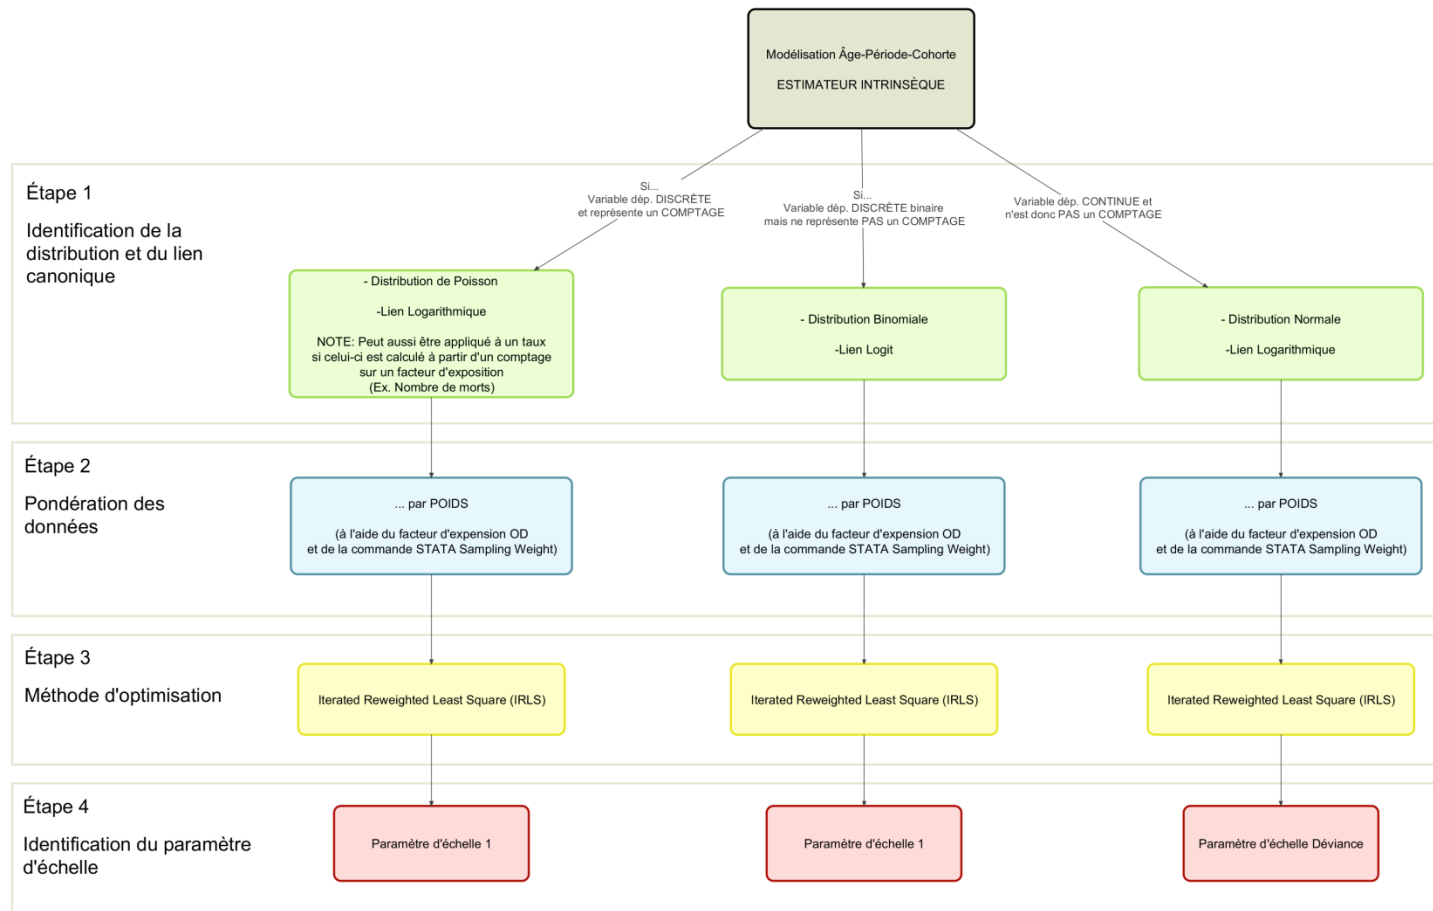 Modélisation Âge-Période-Cohorte
ESTIMATEUR INTRINSÈQUE
Étape 1
Identification de la
distribution et du lien
canonique
Si...
Variable dép. DISCRÈTE
et représente un COMPTAGE
Si...
Variable dép. DISCRÈTE binaire
mais ne représente PAS un COMPTAGE
Variable dép. CONTINUE et
n'est donc PAS un COMPTAGE
- Distribution de Poisson
-Lien Logarithmique
NOTE: Peut aussi être appliqué à un taux
si celui-ci est calculé à partir d'un comptage
sur un facteur d'exposition
(Ex. Nombre de morts)
- Distribution Binomiale
-Lien Logit
- Distribution Normale
-Lien Logarithmique
Étape 2
Pondération des
données
... par POIDS
(à l'aide du facteur d'expension OD
et de la commande STATA Sampling Weight)
... par POIDS
(à l'aide du facteur d'expension OD
et de la commande STATA Sampling Weight)
... par POIDS
(à l'aide du facteur d'expension OD
et de la commande STATA Sampling Weight)
Étape 3
Méthode d'optimisation
Iterated Reweighted Least Square (IRLS)
Iterated Reweighted Least Square (IRLS)
Iterated Reweighted Least Square (IRLS)
Étape 4
Identification du paramètre
d'échelle
Paramètre d'échelle 1
Paramètre d'échelle 1
Paramètre d'échelle Déviance